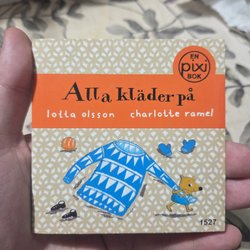 EN
pixi
BOK
Alla kläder på
lotta olsson charlotte ramel
1527